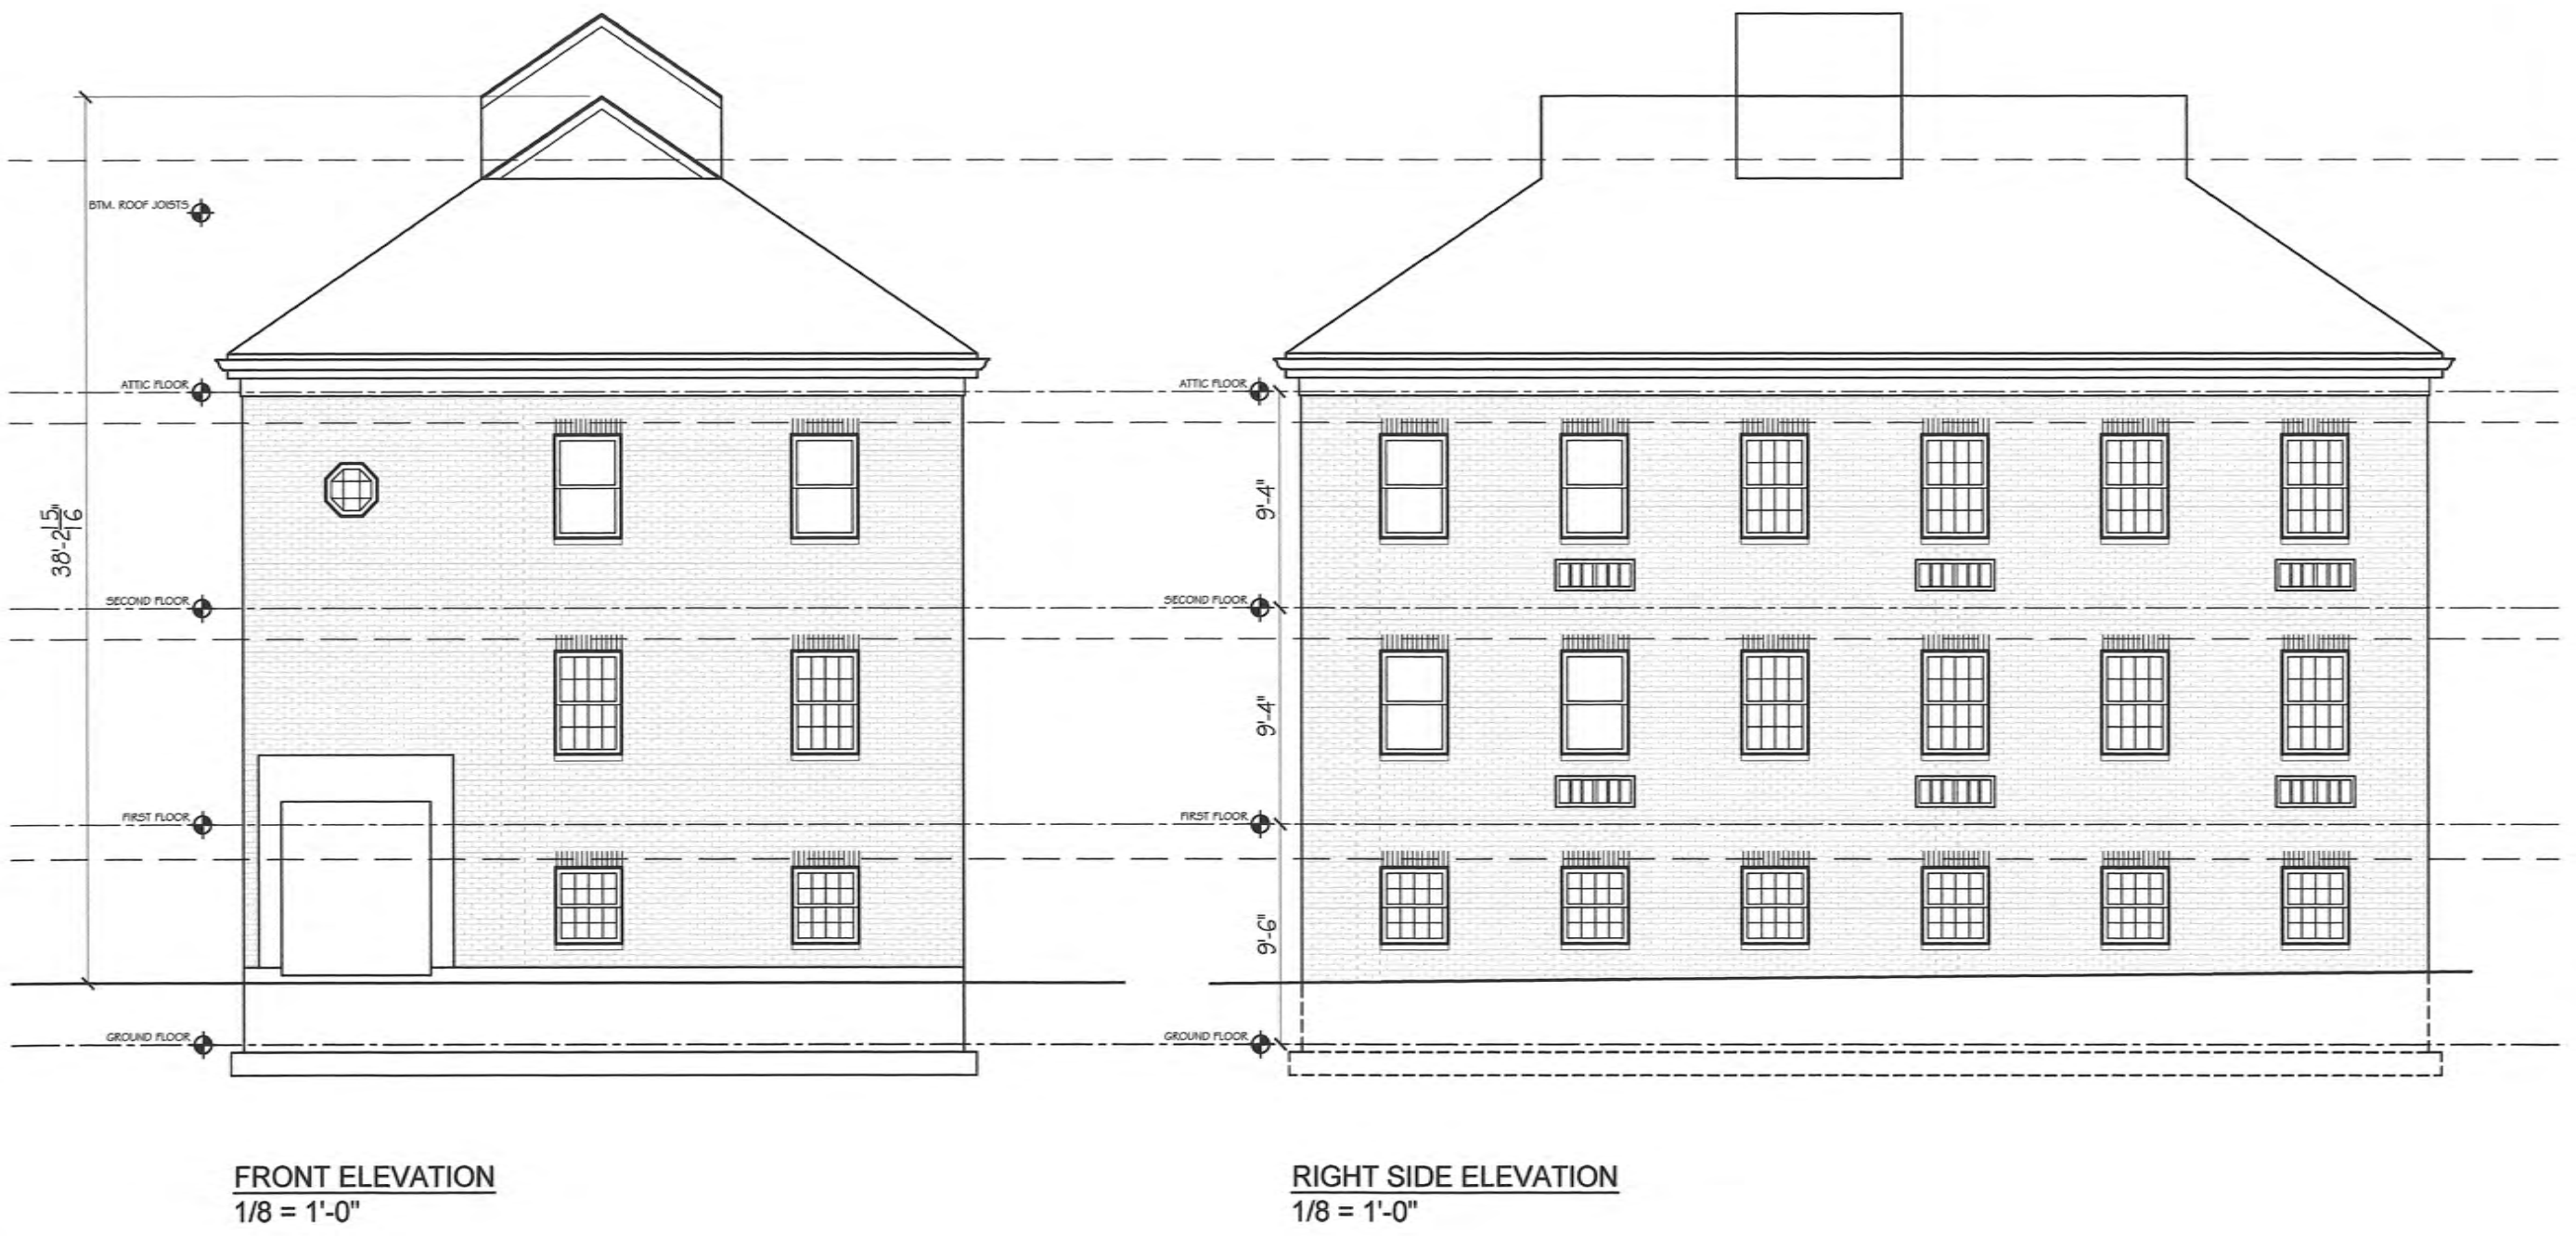 BTM. ROOF JOISTS
ATTIC FLOOR
38'-2 15/16"
SECOND FLOOR
FIRST FLOOR
GROUND FLOOR
FRONT ELEVATION
1/8 = 1'-0"
ATTIC FLOOR
9'-4"
SECOND FLOOR
9'-4"
FIRST FLOOR
9'-6"
GROUND FLOOR
RIGHT SIDE ELEVATION
1/8 = 1'-0"